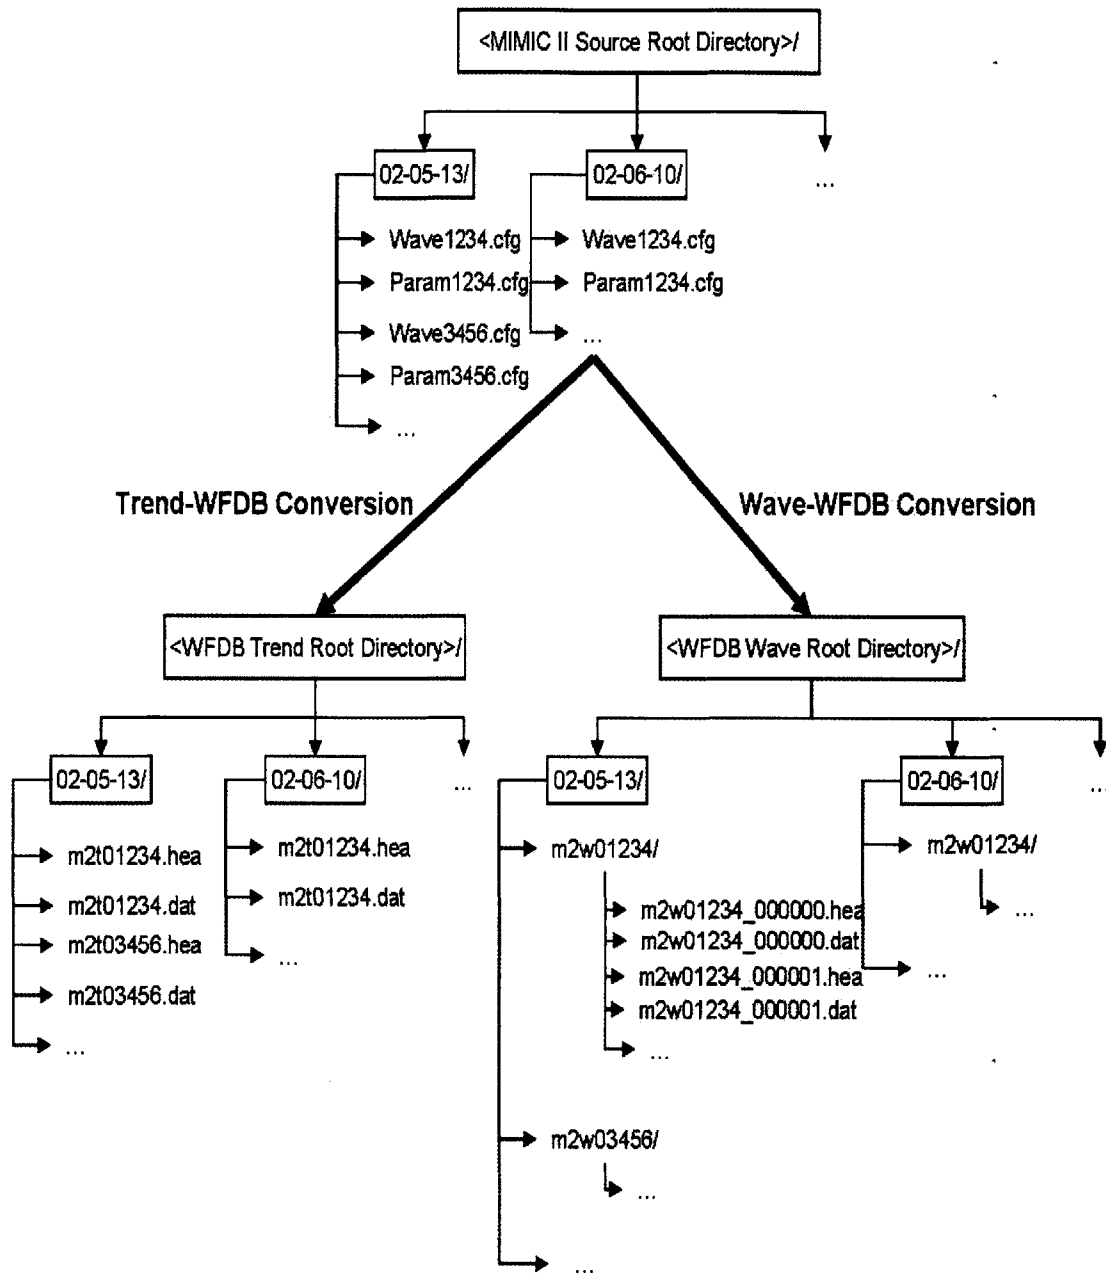 <MIMIC II Source Root Directory>/
02-05-13/
02-06-10/
...
Wave1234.cfg
Param1234.cfg
Wave3456.cfg
Param3456.cfg
...
Wave1234.cfg
Param1234.cfg
...
Trend-WFDB Conversion
Wave-WFDB Conversion
<WFDB Trend Root Directory>/
02-05-13/
02-06-10/
...
m2t01234.hea
m2t01234.dat
m2t03456.hea
m2t03456.dat
...
m2t01234.hea
m2t01234.dat
...
<WFDB Wave Root Directory>/
02-05-13/
02-06-10/
...
m2w01234/
m2w01234_000000.hea
m2w01234_000000.dat
m2w01234_000001.hea
m2w01234_000001.dat
...
m2w03456/
...
...
m2w01234/
...
...